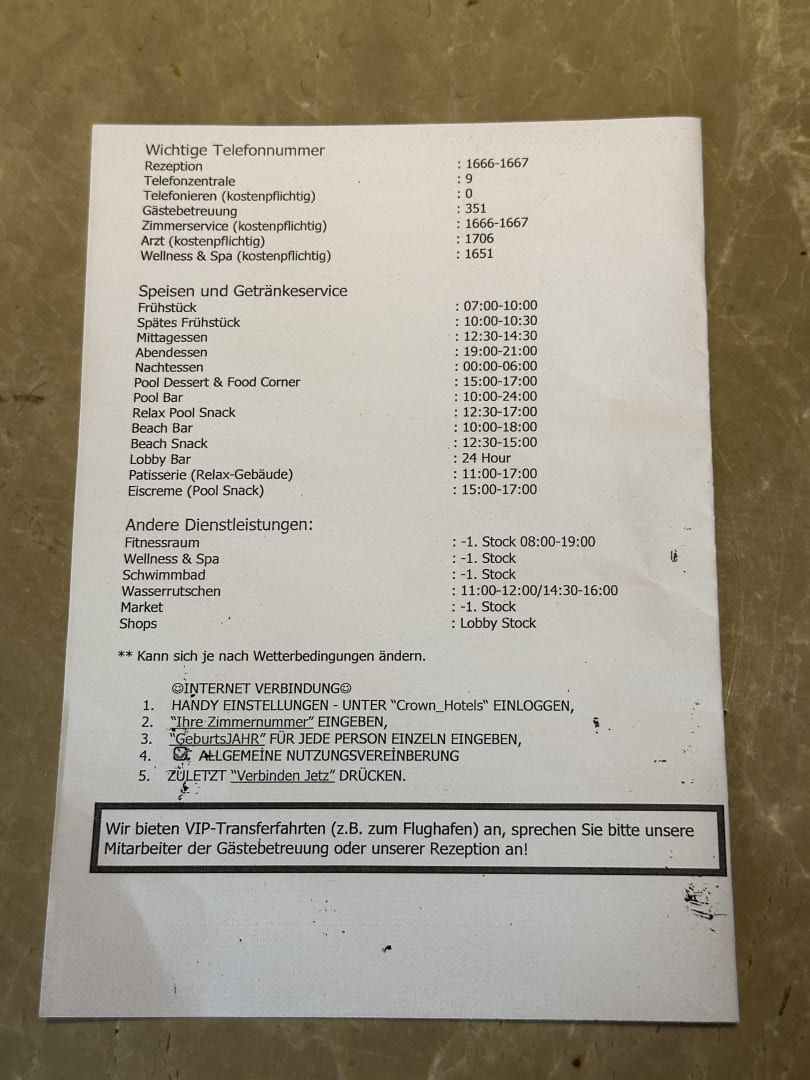 Wichtige Telefonnummer
Rezeption : 1666-1667
Telefonzentrale : 9
Telefonieren (kostenpflichtig) : 0
Gästebetreuung : 351
Zimmerservice (kostenpflichtig) : 1666-1667
Arzt (kostenpflichtig) : 1706
Wellness & Spa (kostenpflichtig) : 1651
Speisen und Getränkeservice
Frühstück : 07:00-10:00
Spätes Frühstück : 10:00-10:30
Mittagessen : 12:30-14:30
Abendessen : 19:00-21:00
Nachtessen : 00:00-06:00
Pool Dessert & Food Corner : 15:00-17:00
Pool Bar : 10:00-24:00
Relax Pool Snack : 12:30-17:00
Beach Bar : 10:00-18:00
Beach Snack : 12:30-15:00
Lobby Bar : 24 Hour
Patisserie (Relax-Gebäude) : 11:00-17:00
Eiscreme (Pool Snack) : 15:00-17:00
Andere Dienstleistungen:
Fitnessraum : -1. Stock 08:00-19:00
Wellness & Spa : -1. Stock
Schwimmbad : -1. Stock
Wasserrutschen : 11:00-12:00/14:30-16:00
Market : -1. Stock
Shops : Lobby Stock
** Kann sich je nach Wetterbedingungen ändern.
☺INTERNET VERBINDUNG☺
1. HANDY EINSTELLUNGEN - UNTER "Crown_Hotels" EINLOGGEN,
2. "Ihre Zimmernummer" EINGEBEN,
3. "GeburtsJAHR" FÜR JEDE PERSON EINZELN EINGEBEN,
4. ☑ ALLGEMEINE NUTZUNGSVEREINBERUNG
5. ZULETZT "Verbinden Jetz" DRÜCKEN.
Wir bieten VIP-Transferfahrten (z.B. zum Flughafen) an, sprechen Sie bitte unsere
Mitarbeiter der Gästebetreuung oder unserer Rezeption an!